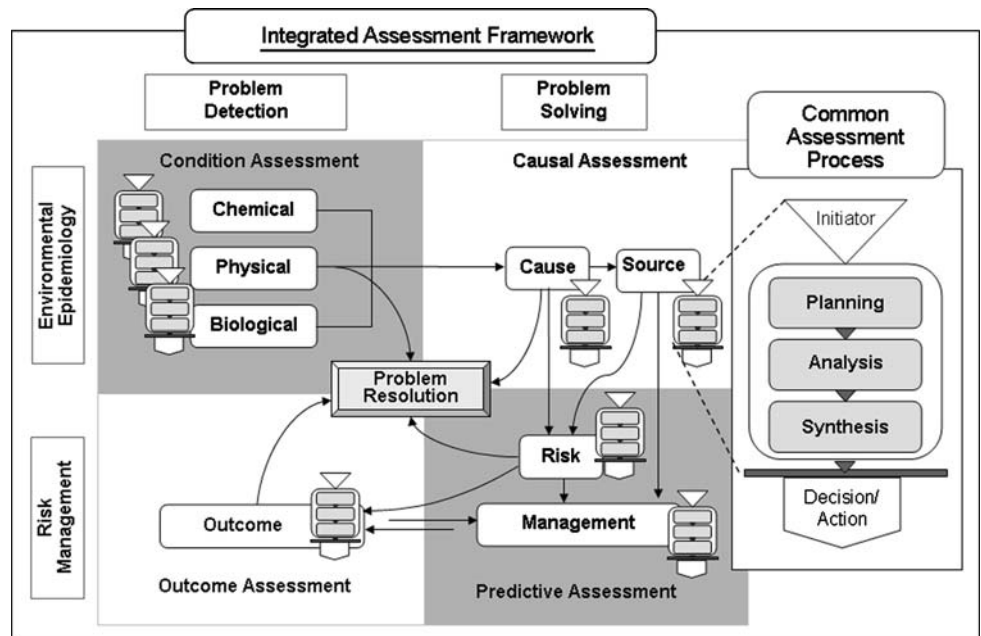 Integrated Assessment Framework
Problem
Detection
Problem
Solving
Common
Assessment
Process
Environmental
Epidemiology
Risk
Management
Condition Assessment
Chemical
Physical
Biological
Causal Assessment
Cause
Source
Problem
Resolution
Outcome
Outcome Assessment
Risk
Management
Predictive Assessment
Initiator
Planning
Analysis
Synthesis
Decision/
Action